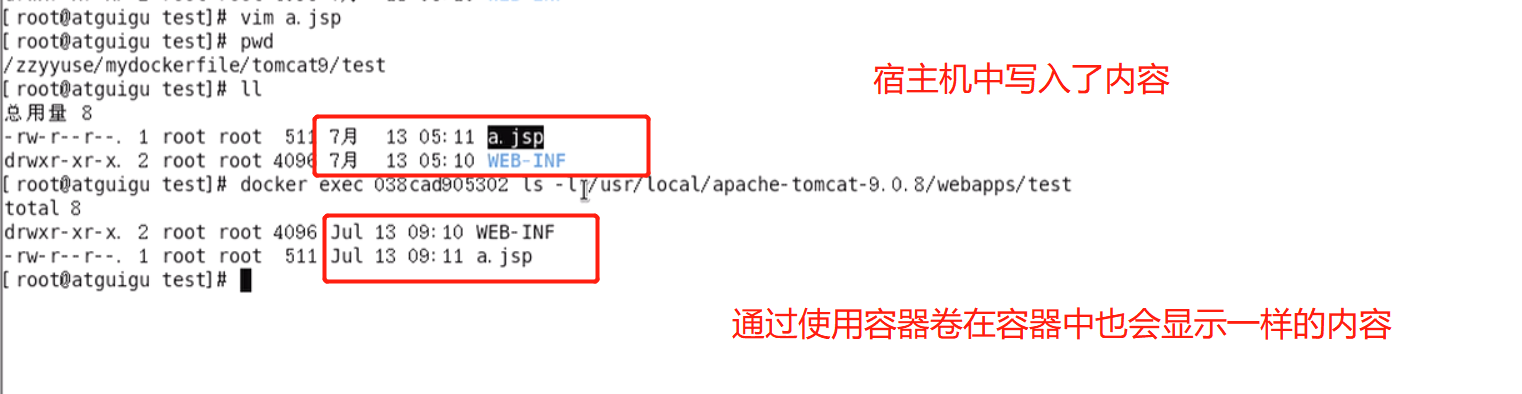 [ root@atguigu test]# vim a.jsp
[ root@atguigu test]# pwd
/zzyyuse/mydockerfile/tomcat9/test
[ root@atguigu test]# ll
宿主机中写入了内容
总用量 8
-rw-r--r--. 1 root root  511 7月  13 05:11 a.jsp
drwxr-xr-x. 2 root root 4096 7月  13 05:10 WEB-INF
[ root@atguigu test]# docker exec 038cad905302 ls -l /usr/local/apache-tomcat-9.0.8/webapps/test
total 8
drwxr-xr-x. 2 root root 4096 Jul 13 09:10 WEB-INF
-rw-r--r--. 1 root root  511 Jul 13 09:11 a.jsp
[ root@atguigu test]#
通过使用容器卷在容器中也会显示一样的内容